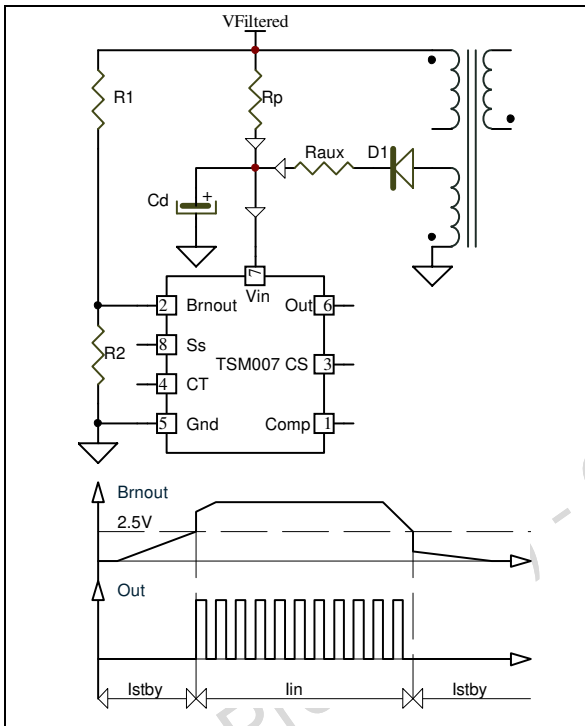 VFiltered
R1
Rp
Raux
D1
Cd
+
7
Vin
2
Brnout
Out
6
R2
8
Ss
TSM007 CS
3
4
CT
5
Gnd
Comp
1
Brnout
2.5V
Out
Istby
Iin
Istby